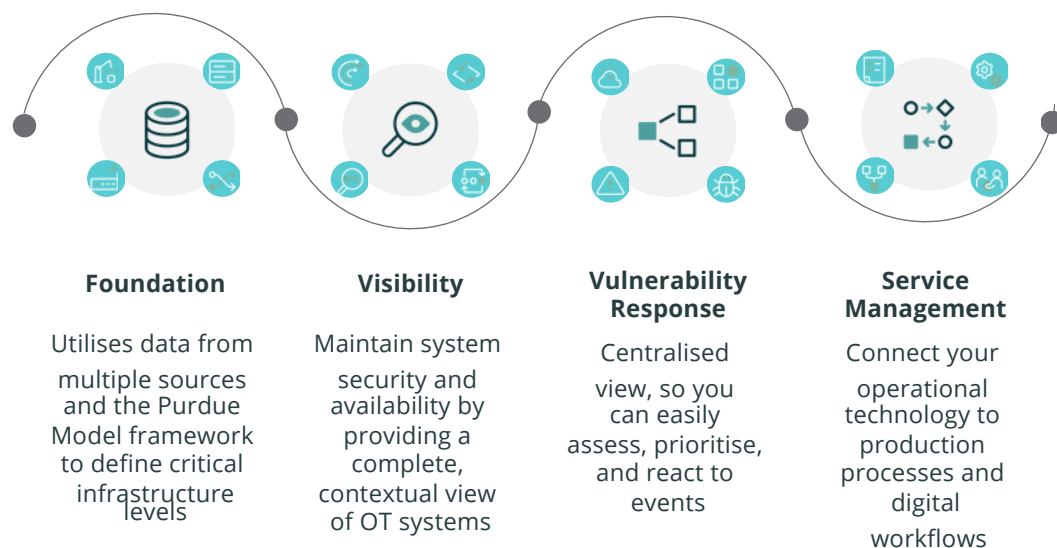 Foundation
Utilises data from
multiple sources
and the Purdue
Model framework
to define critical
infrastructure
levels
Visibility
Maintain system
security and
availability by
providing a
complete,
contextual view
of OT systems
Vulnerability
Response
Centralised
view, so you
can easily
assess, prioritise,
and react to
events
Service
Management
Connect your
operational
technology to
production
processes and
digital
workflows